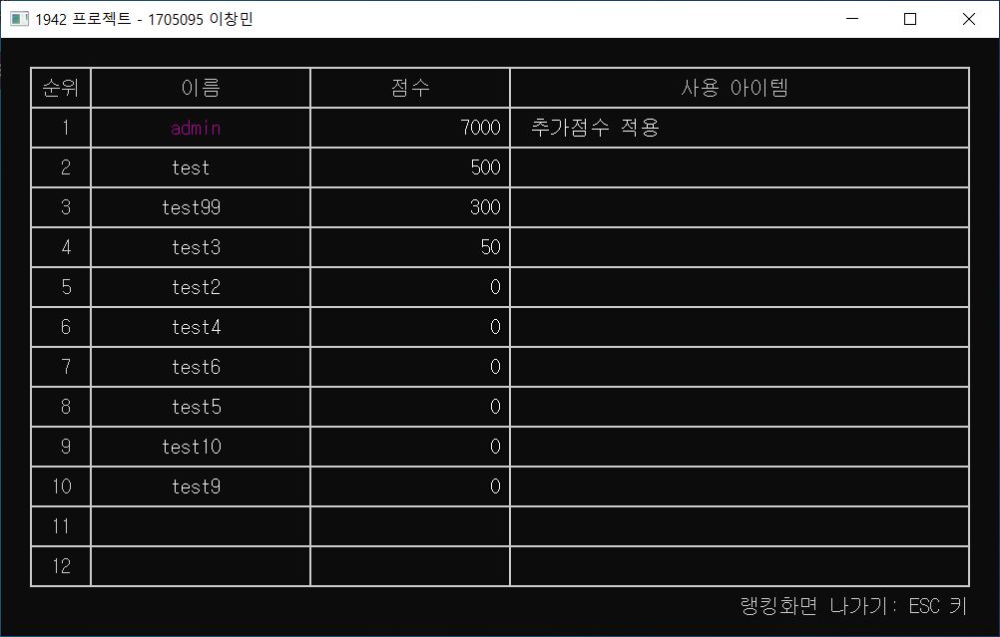 1942 프로젝트 - 1705095 이창민
순위 이름 점수 사용 아이템
1 admin 7000 추가점수 적용
2 test 500
3 test99 300
4 test3 50
5 test2 0
6 test4 0
7 test6 0
8 test5 0
9 test10 0
10 test9 0
11
12
랭킹화면 나가기: ESC 키